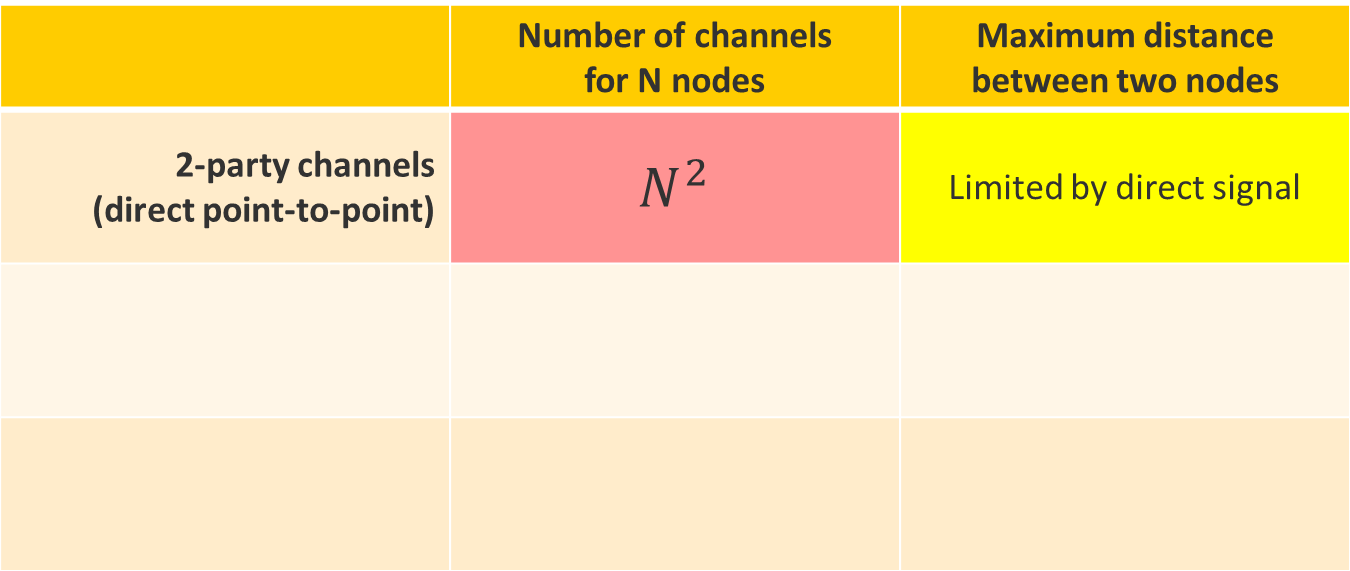 Number of channels
for N nodes
Maximum distance
between two nodes
2-party channels
(direct point-to-point)
N²
Limited by direct signal